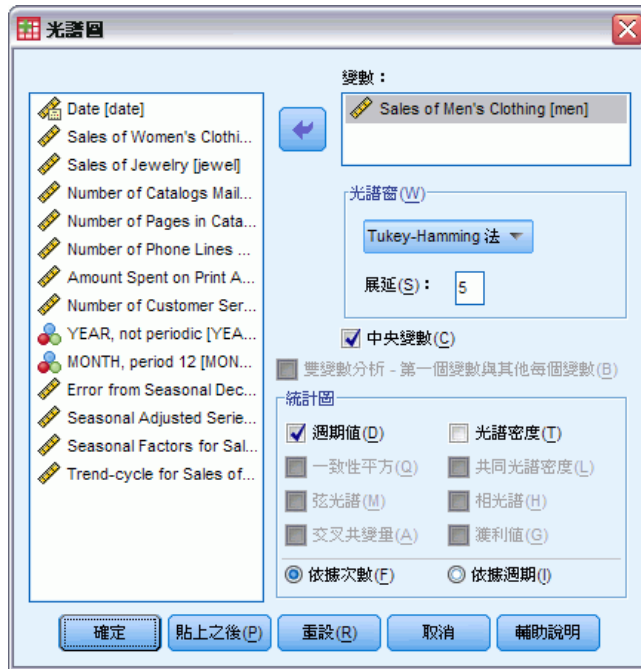 光譜圖
Date [date]
Sales of Women's Clothi...
Sales of Jewelry [jewel]
Number of Catalogs Mail...
Number of Pages in Cata...
Number of Phone Lines ...
Amount Spent on Print A...
Number of Customer Ser...
YEAR, not periodic [YEA...
MONTH, period 12 [MON...
Error from Seasonal Dec...
Seasonal Adjusted Serie...
Seasonal Factors for Sal...
Trend-cycle for Sales of...
變數：
Sales of Men's Clothing [men]
光譜窗(W)
Tukey-Hamming 法
展延(S)： 5
中央變數(C)
雙變數分析 - 第一個變數與其他每個變數(B)
統計圖
週期值(D) 光譜密度(T)
一致性平方(Q) 共同光譜密度(L)
弦光譜(M) 相光譜(H)
交叉共變量(A) 獲利值(G)
依據次數(F) 依據週期(I)
確定 貼上之後(P) 重設(R) 取消 輔助說明